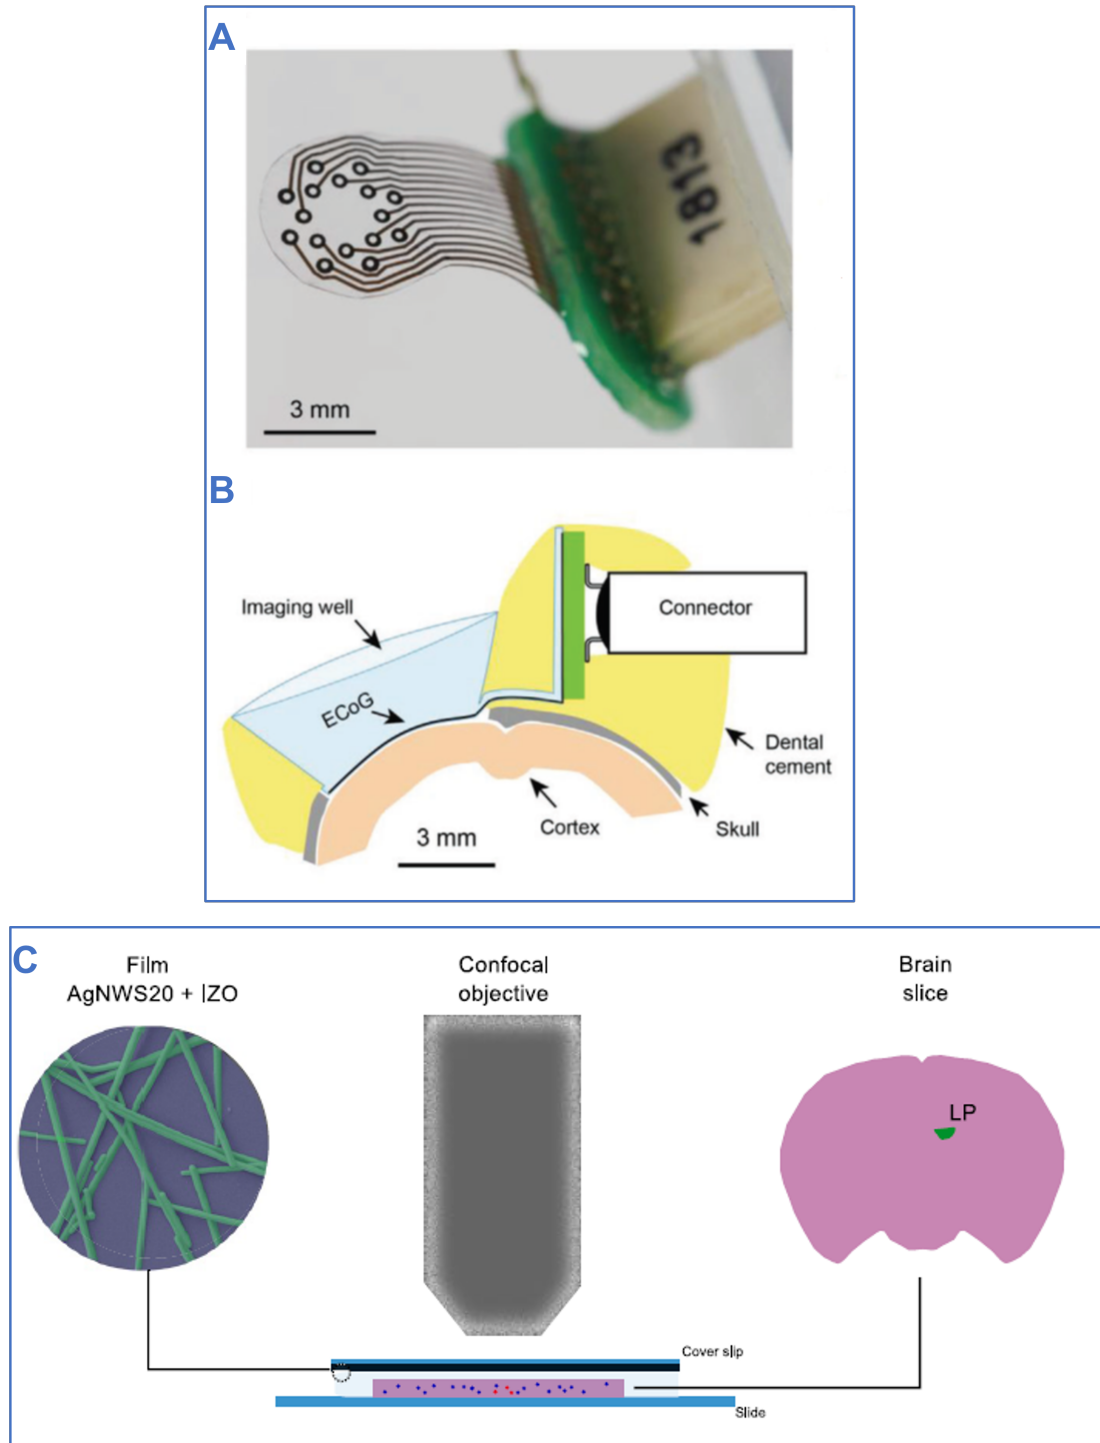 A
1813
3 mm
B
Imaging well
ECoG
Connector
Dental
cement
Skull
Cortex
3 mm
C
Film
AgNWS20 + IZO
Confocal
objective
Brain
slice
LP
Cover slip
Slide